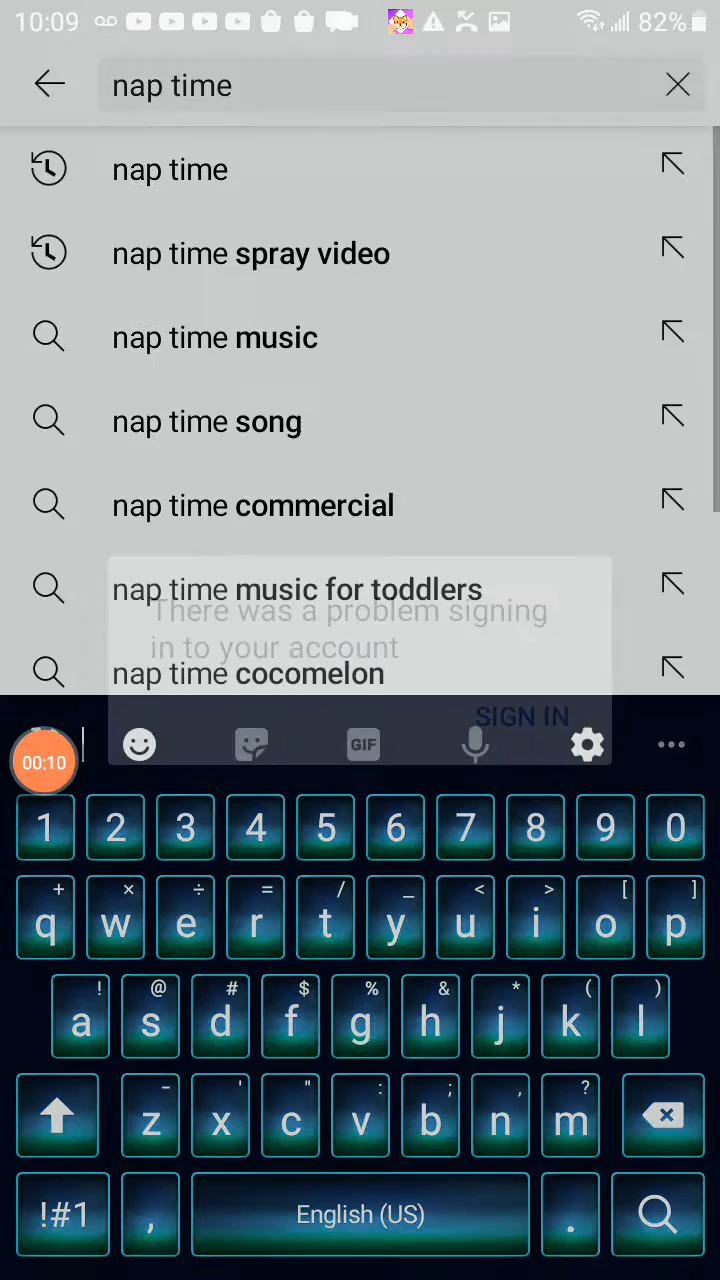 10:09 82%
nap time
nap time
nap time spray video
nap time music
nap time song
nap time commercial
nap time music for toddlers
There was a problem signing
in to your account
nap time cocomelon
SIGN IN
GIF
00:10
1 2 3 4 5 6 7 8 9 0
+ × ÷ = / _ < > [ ]
q w e r t y u i o p
! @ # $ % & * ( )
a s d f g h j k l
- ' " : ; , ?
z x c v b n m
!#1 , English (US) .